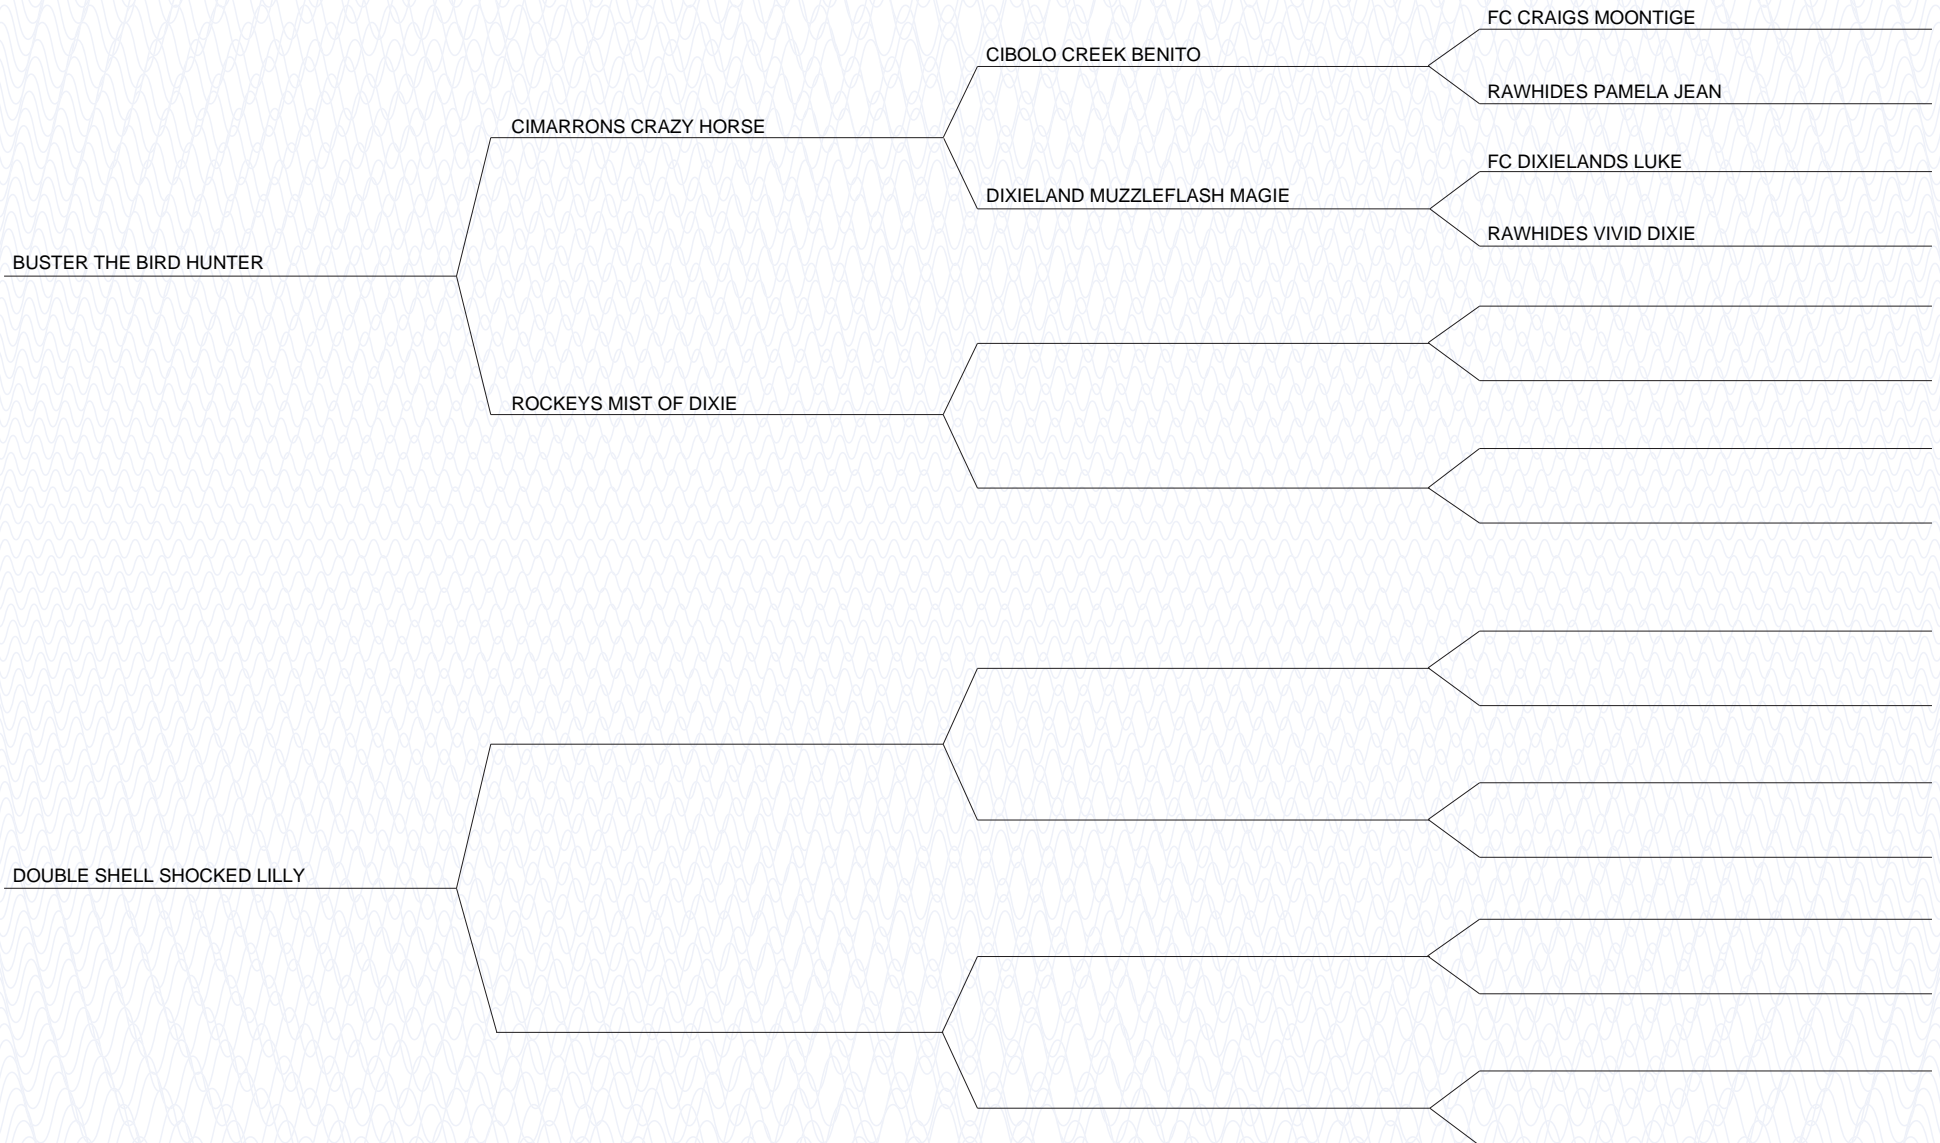 FC CRAIGS MOONTIGE
CIBOLO CREEK BENITO
RAWHIDES PAMELA JEAN
CIMARRONS CRAZY HORSE
FC DIXIELANDS LUKE
DIXIELAND MUZZLEFLASH MAGIE
RAWHIDES VIVID DIXIE
BUSTER THE BIRD HUNTER
ROCKEYS MIST OF DIXIE
DOUBLE SHELL SHOCKED LILLY